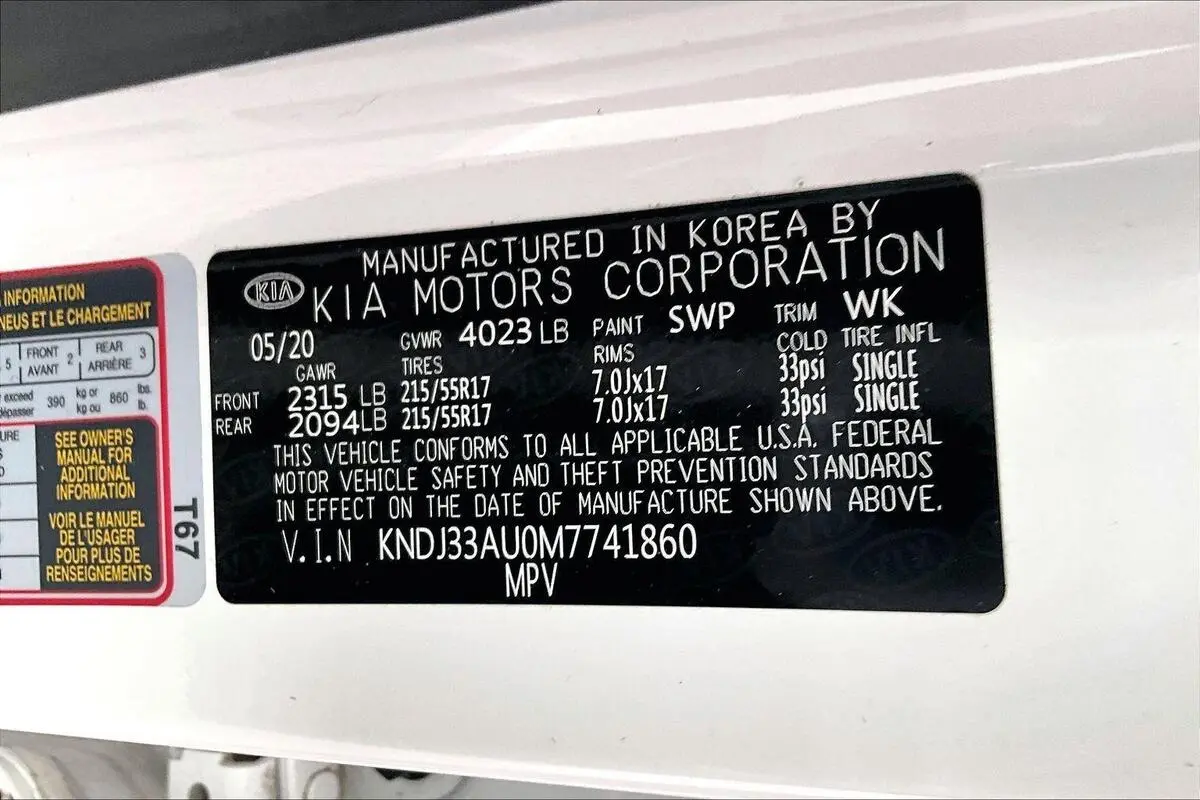 INFORMATION
NEUS ET LE CHARGEMENT
5 FRONT AVANT 2 REAR ARRIÈRE 3
exceed dépasser 390 kg or kg ou 860 lbs. lb.
SEE OWNER'S
MANUAL FOR
ADDITIONAL
INFORMATION
VOIR LE MANUEL
DE L'USAGER
POUR PLUS DE
RENSEIGNEMENTS
T67
MANUFACTURED IN KOREA BY
KIA KIA MOTORS CORPORATION
05/20 GVWR 4023 LB PAINT SWP TRIM WK
GAWR TIRES RIMS COLD TIRE INFL
FRONT 2315 LB 215/55R17 7.0Jx17 33psi SINGLE
REAR 2094 LB 215/55R17 7.0Jx17 33psi SINGLE
THIS VEHICLE CONFORMS TO ALL APPLICABLE U.S.A. FEDERAL
MOTOR VEHICLE SAFETY AND THEFT PREVENTION STANDARDS
IN EFFECT ON THE DATE OF MANUFACTURE SHOWN ABOVE.
V.I.N KNDJ33AU0M7741860
MPV